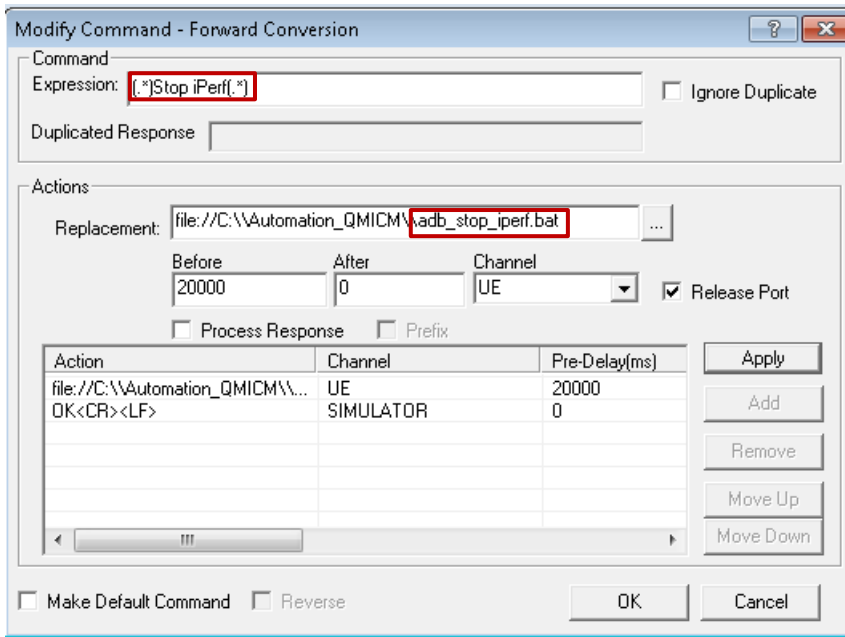 Modify Command - Forward Conversion
Command
Expression: (.*)Stop iPerf(.*)
Ignore Duplicate
Duplicated Response
Actions
Replacement: file://C:\\Automation_QMICM\\adb_stop_iperf.bat ...
Before After Channel
20000 0 UE Release Port
Process Response Prefix
Action Channel Pre-Delay(ms) Apply
file://C:\\Automation_QMICM\\... UE 20000
OK<CR><LF> SIMULATOR 0
Add
Remove
Move Up
Move Down
Make Default Command Reverse OK Cancel